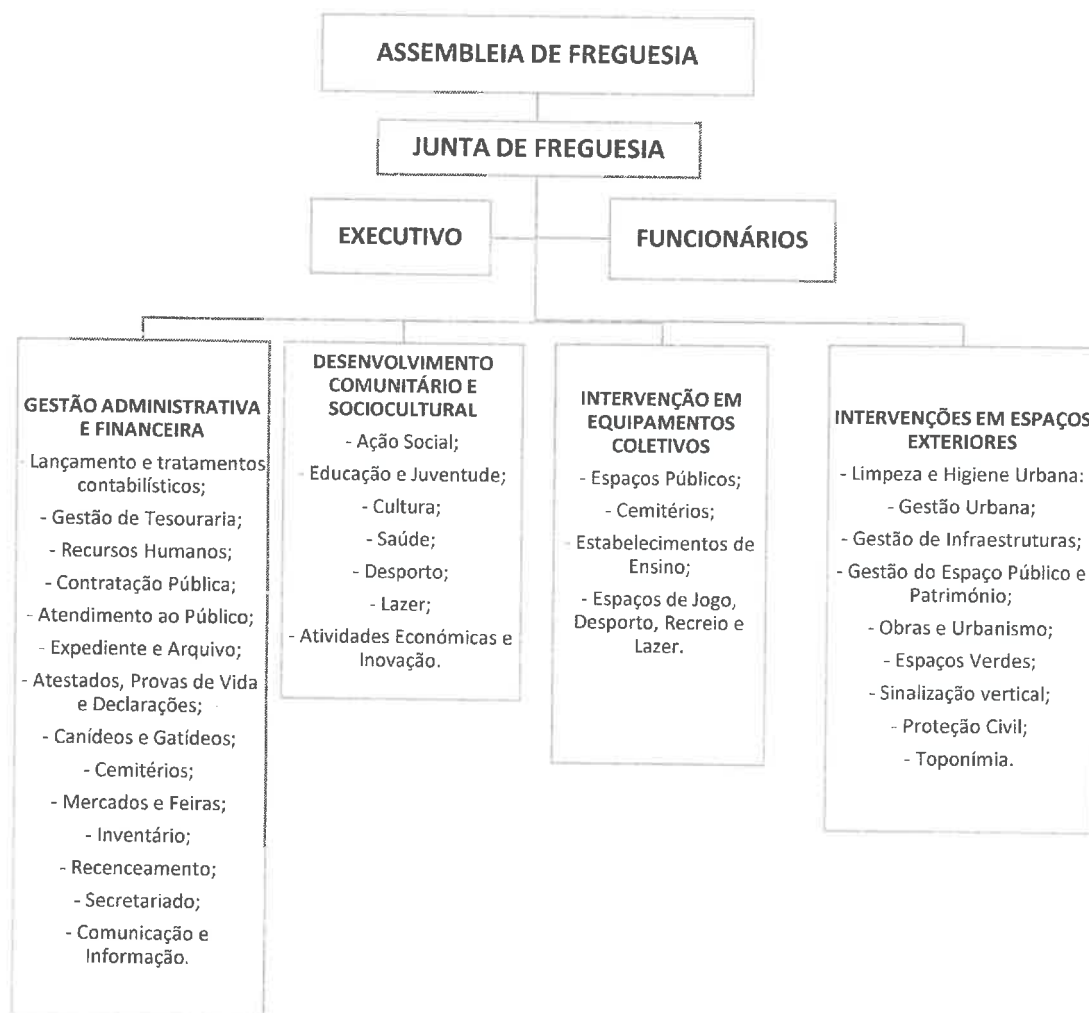 ASSEMBLEIA DE FREGUESIA
JUNTA DE FREGUESIA
EXECUTIVO
FUNCIONÁRIOS
GESTÃO ADMINISTRATIVA
E FINANCEIRA
- Lançamento e tratamentos
contabilísticos;
- Gestão de Tesouraria;
- Recursos Humanos;
- Contratação Pública;
- Atendimento ao Público;
- Expediente e Arquivo;
- Atestados, Provas de Vida
e Declarações;
- Canídeos e Gatídeos;
- Cemitérios;
- Mercados e Feiras;
- Inventário;
- Recenceamento;
- Secretariado;
- Comunicação e
Informação.
DESENVOLVIMENTO
COMUNITÁRIO E
SOCIOCULTURAL
- Ação Social;
- Educação e Juventude;
- Cultura;
- Saúde;
- Desporto;
- Lazer;
- Atividades Económicas e
Inovação.
INTERVENÇÃO EM
EQUIPAMENTOS
COLETIVOS
- Espaços Públicos;
- Cemitérios;
- Estabelecimentos de
Ensino;
- Espaços de Jogo,
Desporto, Recreio e
Lazer.
INTERVENÇÕES EM ESPAÇOS
EXTERIORES
- Limpeza e Higiene Urbana:
- Gestão Urbana;
- Gestão de Infraestruturas;
- Gestão do Espaço Público e
Património;
- Obras e Urbanismo;
- Espaços Verdes;
- Sinalização vertical;
- Proteção Civil;
- Toponímia.